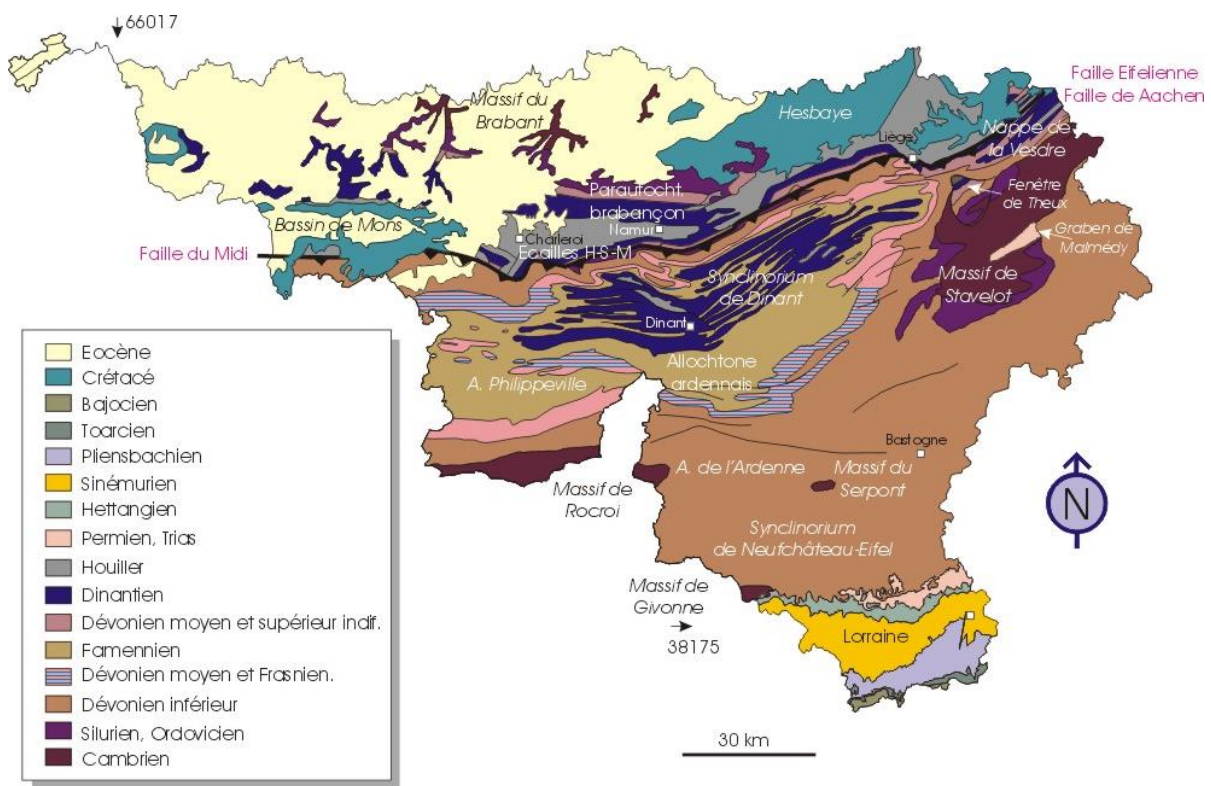 66017
Massif du
Brabant
Hesbaye
Faille Eifelienne
Faille de Aachen
Liège
Nappe de
la Vesdre
Parautocht.
brabançon
Fenêtre
de Theux
Bassin de Mons
Namur
Charleroi
Ecailles H-S-M
Graben de
Malmédy
Faille du Midi
Synclinorium
de Dinant
Massif de
Stavelot
Dinant
Allochtone
ardennais
A. Philippeville
Bastogne
A. de l'Ardenne
Massif du
Serpont
Massif de
Rocroi
N
Synclinorium
de Neufchâteau-Eifel
Massif de
Givonne
38175
Lorraine
30 km
Eocène
Crétacé
Bajocien
Toarcien
Pliensbachien
Sinémurien
Hettangien
Permien, Trias
Houiller
Dinantien
Dévonien moyen et supérieur indif.
Famennien
Dévonien moyen et Frasnien.
Dévonien inférieur
Silurien, Ordovicien
Cambrien